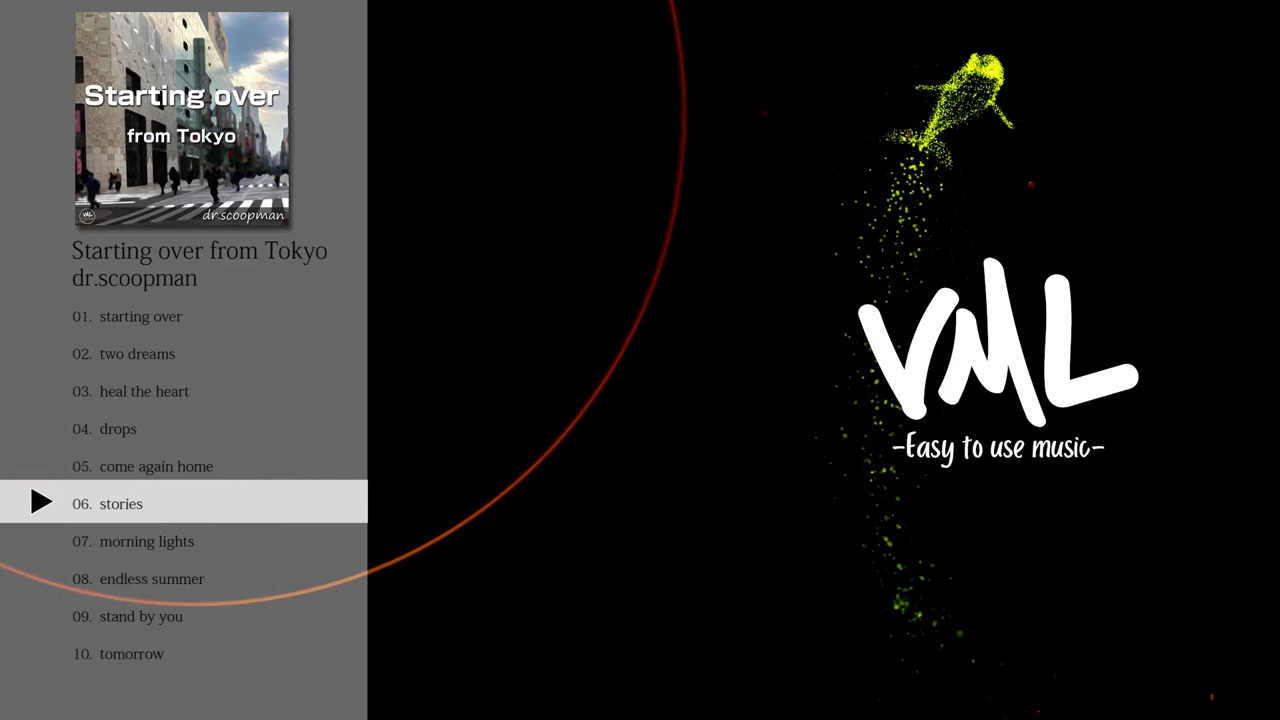 Starting over
from Tokyo
dr.scoopman
Starting over from Tokyo
dr.scoopman
01. starting over
02. two dreams
03. heal the heart
04. drops
05. come again home
06. stories
07. morning lights
08. endless summer
09. stand by you
10. tomorrow
VML
-Easy to use music-